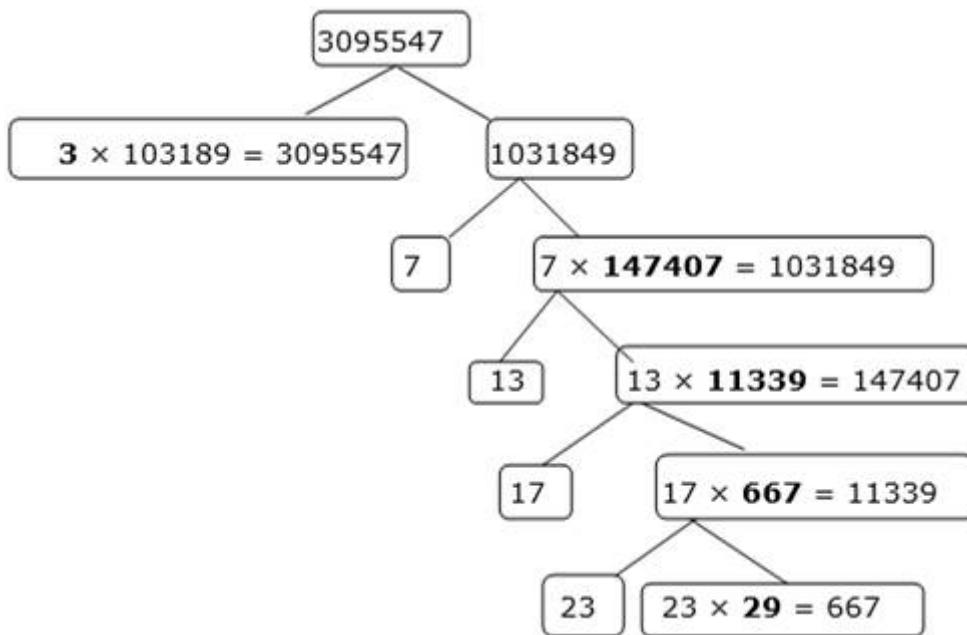 3095547
3 × 103189 = 3095547
1031849
7
7 × 147407 = 1031849
13
13 × 11339 = 147407
17
17 × 667 = 11339
23
23 × 29 = 667